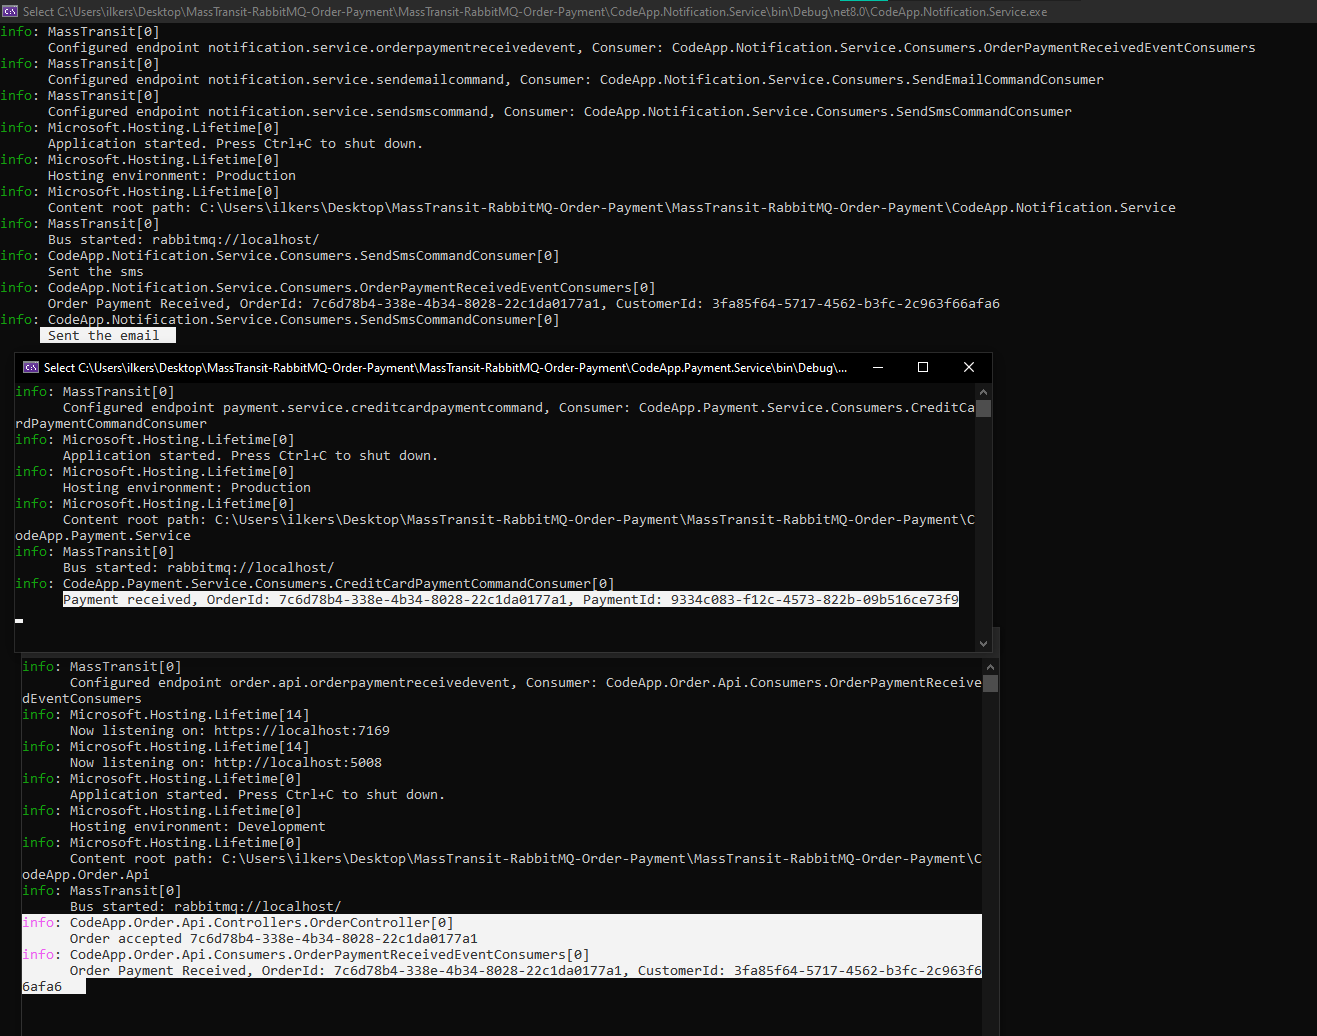 Select C:\Users\ilkers\Desktop\MassTransit-RabbitMQ-Order-Payment\MassTransit-RabbitMQ-Order-Payment\CodeApp.Notification.Service\bin\Debug\net8.0\CodeApp.Notification.Service.exe
info: MassTransit[0]
Configured endpoint notification.service.orderpaymentreceivedevent, Consumer: CodeApp.Notification.Service.Consumers.OrderPaymentReceivedEventConsumers
info: MassTransit[0]
Configured endpoint notification.service.sendemailcommand, Consumer: CodeApp.Notification.Service.Consumers.SendEmailCommandConsumer
info: MassTransit[0]
Configured endpoint notification.service.sendsmscommand, Consumer: CodeApp.Notification.Service.Consumers.SendSmsCommandConsumer
info: Microsoft.Hosting.Lifetime[0]
Application started. Press Ctrl+C to shut down.
info: Microsoft.Hosting.Lifetime[0]
Hosting environment: Production
info: Microsoft.Hosting.Lifetime[0]
Content root path: C:\Users\ilkers\Desktop\MassTransit-RabbitMQ-Order-Payment\MassTransit-RabbitMQ-Order-Payment\CodeApp.Notification.Service
info: MassTransit[0]
Bus started: rabbitmq://localhost/
info: CodeApp.Notification.Service.Consumers.SendSmsCommandConsumer[0]
Sent the sms
info: CodeApp.Notification.Service.Consumers.OrderPaymentReceivedEventConsumers[0]
Order Payment Received, OrderId: 7c6d78b4-338e-4b34-8028-22c1da0177a1, CustomerId: 3fa85f64-5717-4562-b3fc-2c963f66afa6
info: CodeApp.Notification.Service.Consumers.SendSmsCommandConsumer[0]
Sent the email
Select C:\Users\ilkers\Desktop\MassTransit-RabbitMQ-Order-Payment\MassTransit-RabbitMQ-Order-Payment\CodeApp.Payment.Service\bin\Debug\...
info: MassTransit[0]
Configured endpoint payment.service.creditcardpaymentcommand, Consumer: CodeApp.Payment.Service.Consumers.CreditCa
rdPaymentCommandConsumer
info: Microsoft.Hosting.Lifetime[0]
Application started. Press Ctrl+C to shut down.
info: Microsoft.Hosting.Lifetime[0]
Hosting environment: Production
info: Microsoft.Hosting.Lifetime[0]
Content root path: C:\Users\ilkers\Desktop\MassTransit-RabbitMQ-Order-Payment\MassTransit-RabbitMQ-Order-Payment\C
odeApp.Payment.Service
info: MassTransit[0]
Bus started: rabbitmq://localhost/
info: CodeApp.Payment.Service.Consumers.CreditCardPaymentCommandConsumer[0]
Payment received, OrderId: 7c6d78b4-338e-4b34-8028-22c1da0177a1, PaymentId: 9334c083-f12c-4573-822b-09b516ce73f9
info: MassTransit[0]
Configured endpoint order.api.orderpaymentreceivedevent, Consumer: CodeApp.Order.Api.Consumers.OrderPaymentReceive
dEventConsumers
info: Microsoft.Hosting.Lifetime[14]
Now listening on: https://localhost:7169
info: Microsoft.Hosting.Lifetime[14]
Now listening on: http://localhost:5008
info: Microsoft.Hosting.Lifetime[0]
Application started. Press Ctrl+C to shut down.
info: Microsoft.Hosting.Lifetime[0]
Hosting environment: Development
info: Microsoft.Hosting.Lifetime[0]
Content root path: C:\Users\ilkers\Desktop\MassTransit-RabbitMQ-Order-Payment\MassTransit-RabbitMQ-Order-Payment\C
odeApp.Order.Api
info: MassTransit[0]
Bus started: rabbitmq://localhost/
info: CodeApp.Order.Api.Controllers.OrderController[0]
Order accepted 7c6d78b4-338e-4b34-8028-22c1da0177a1
info: CodeApp.Order.Api.Consumers.OrderPaymentReceivedEventConsumers[0]
Order Payment Received, OrderId: 7c6d78b4-338e-4b34-8028-22c1da0177a1, CustomerId: 3fa85f64-5717-4562-b3fc-2c963f6
6afa6